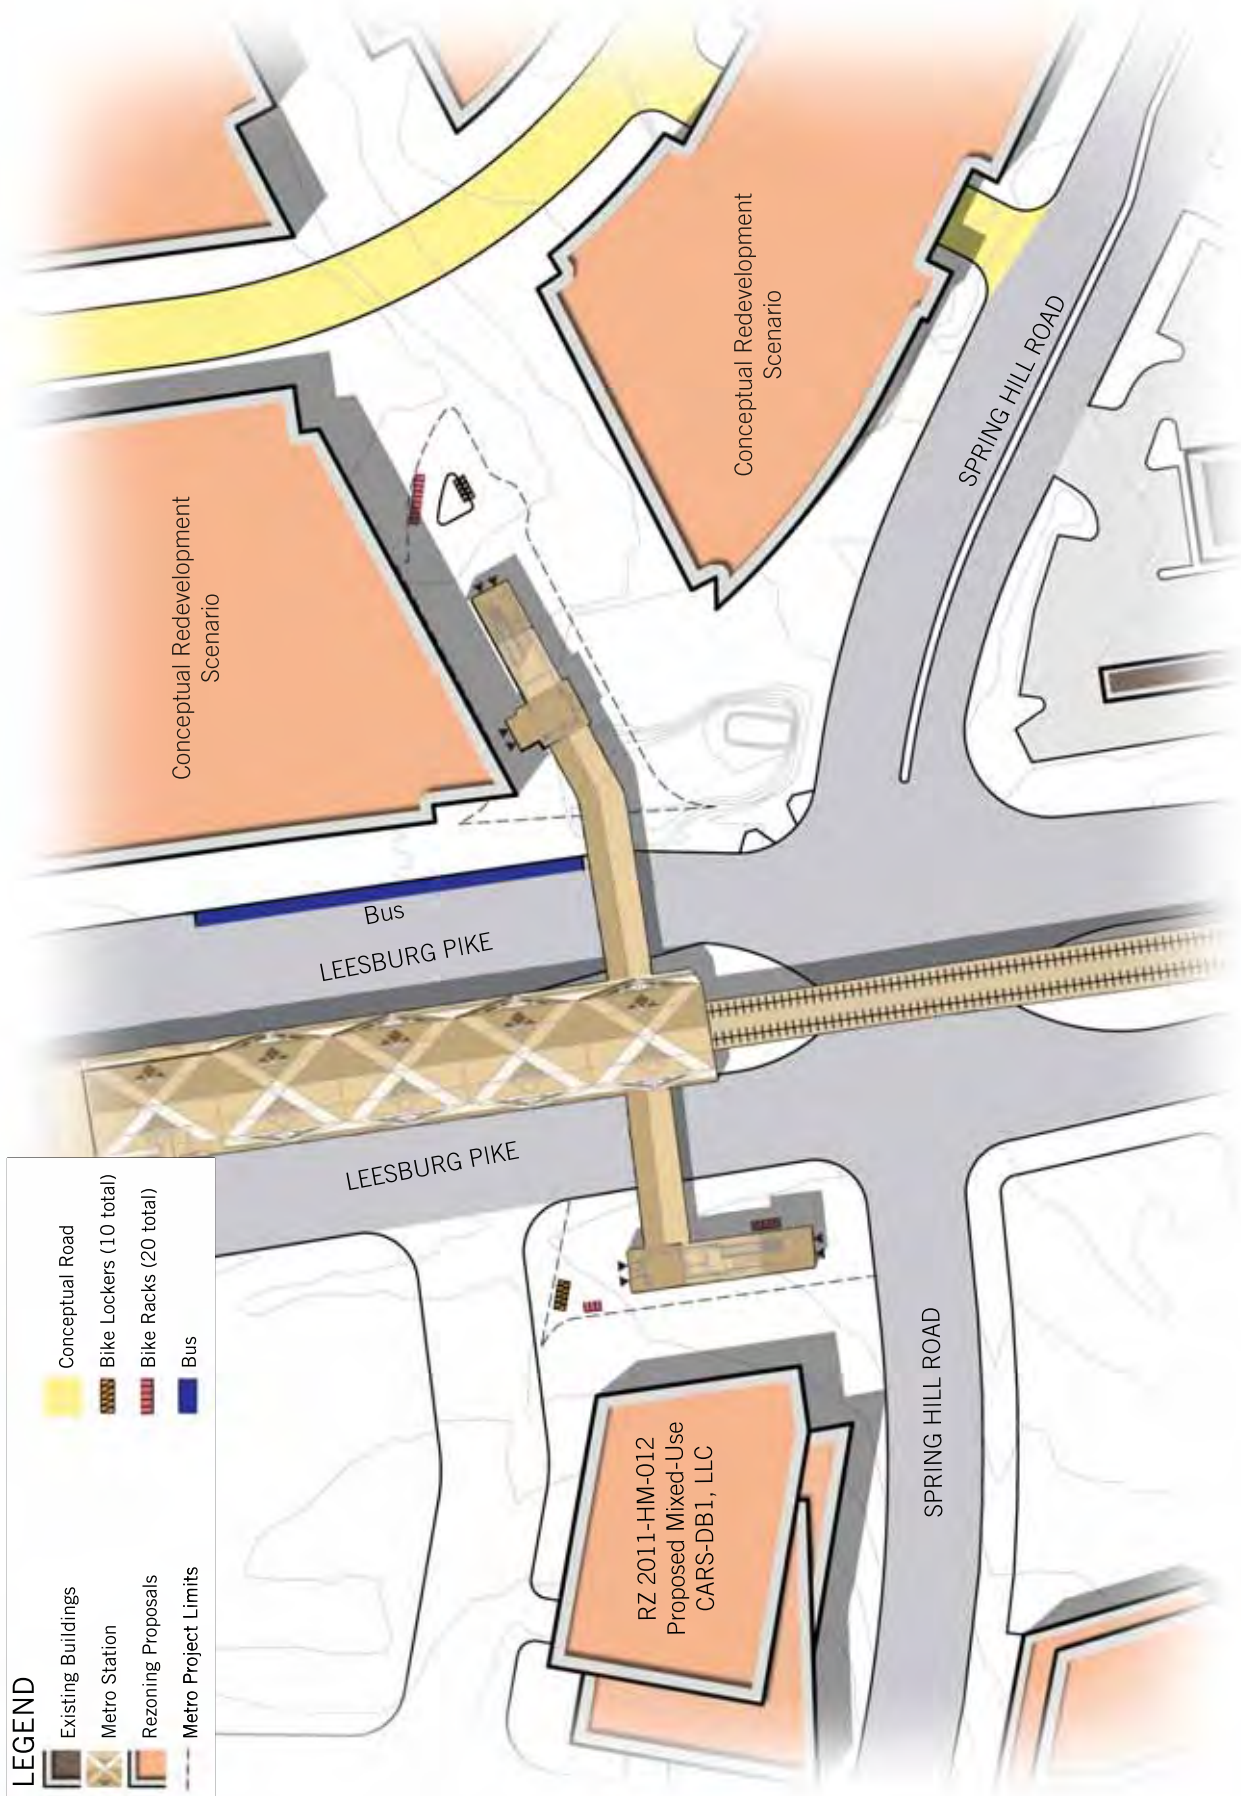 LEGEND
Existing Buildings
Metro Station
Rezoning Proposals
Metro Project Limits
Conceptual Road
Bike Lockers (10 total)
Bike Racks (20 total)
Bus
LEESBURG PIKE
LEESBURG PIKE
Bus
Conceptual Redevelopment
Scenario
Conceptual Redevelopment
Scenario
RZ 2011-HM-012
Proposed Mixed-Use
CARS-DB1, LLC
SPRING HILL ROAD
SPRING HILL ROAD